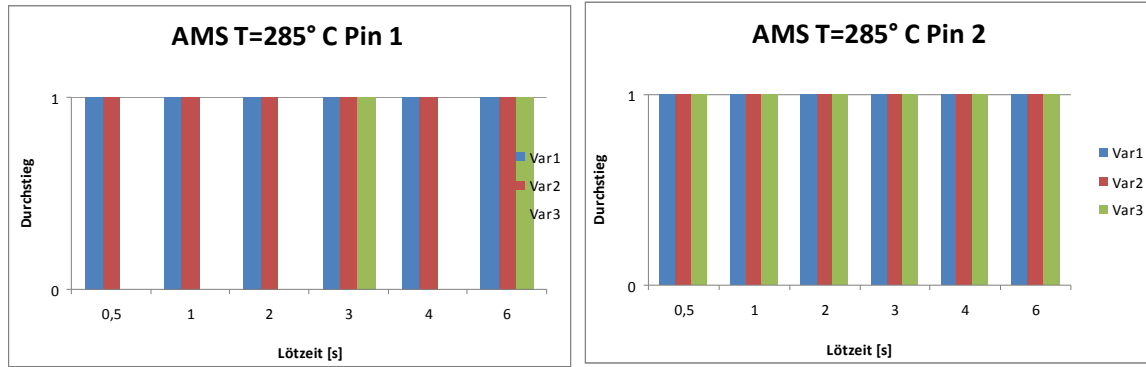 AMS T=285° C Pin 1
1
0
Durchstieg
0,5 1 2 3 4 6
Lötzeit [s]
Var1
Var2
Var3
AMS T=285° C Pin 2
1
0
Durchstieg
0,5 1 2 3 4 6
Lötzeit [s]
Var1
Var2
Var3